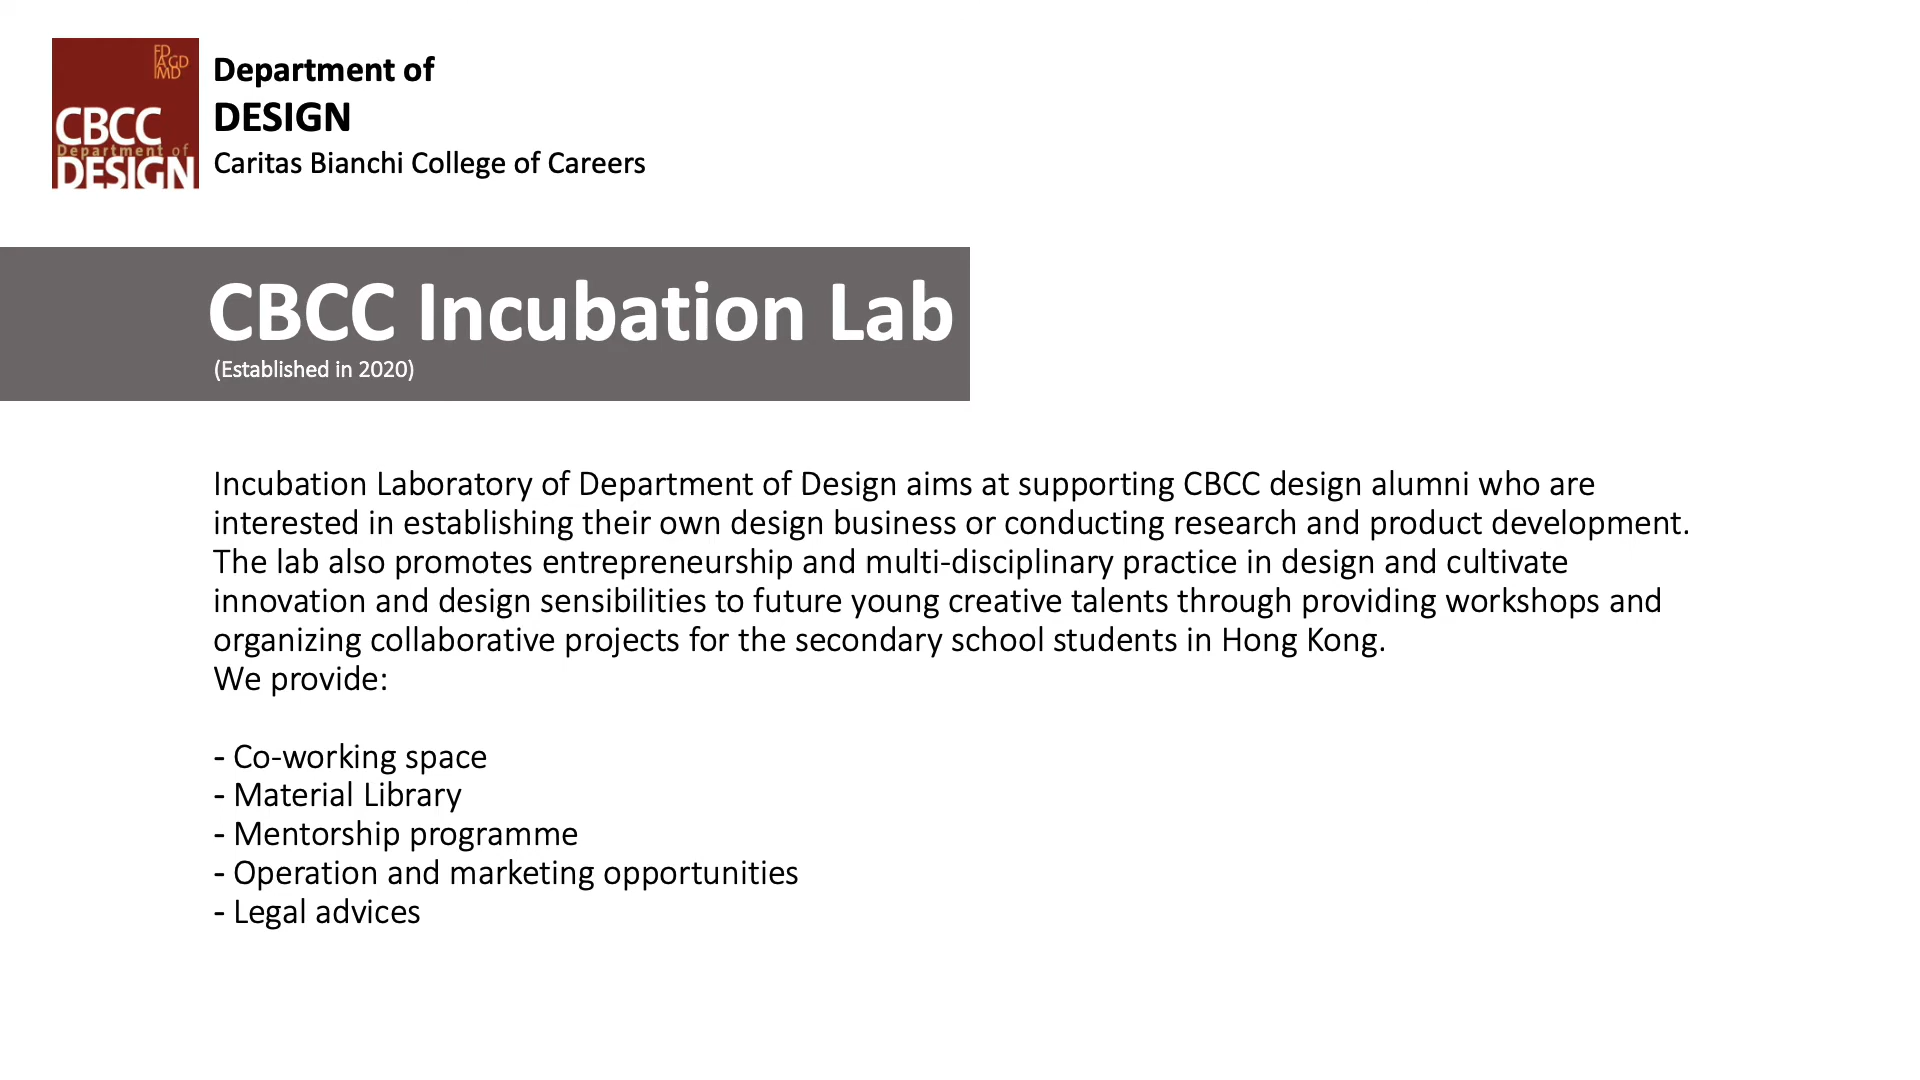 FD
AGD
IMD
CBCC
Department of
DESIGN
Department of
DESIGN
Caritas Bianchi College of Careers
CBCC Incubation Lab
(Established in 2020)
Incubation Laboratory of Department of Design aims at supporting CBCC design alumni who are
interested in establishing their own design business or conducting research and product development.
The lab also promotes entrepreneurship and multi-disciplinary practice in design and cultivate
innovation and design sensibilities to future young creative talents through providing workshops and
organizing collaborative projects for the secondary school students in Hong Kong.
We provide:
- Co-working space
- Material Library
- Mentorship programme
- Operation and marketing opportunities
- Legal advices